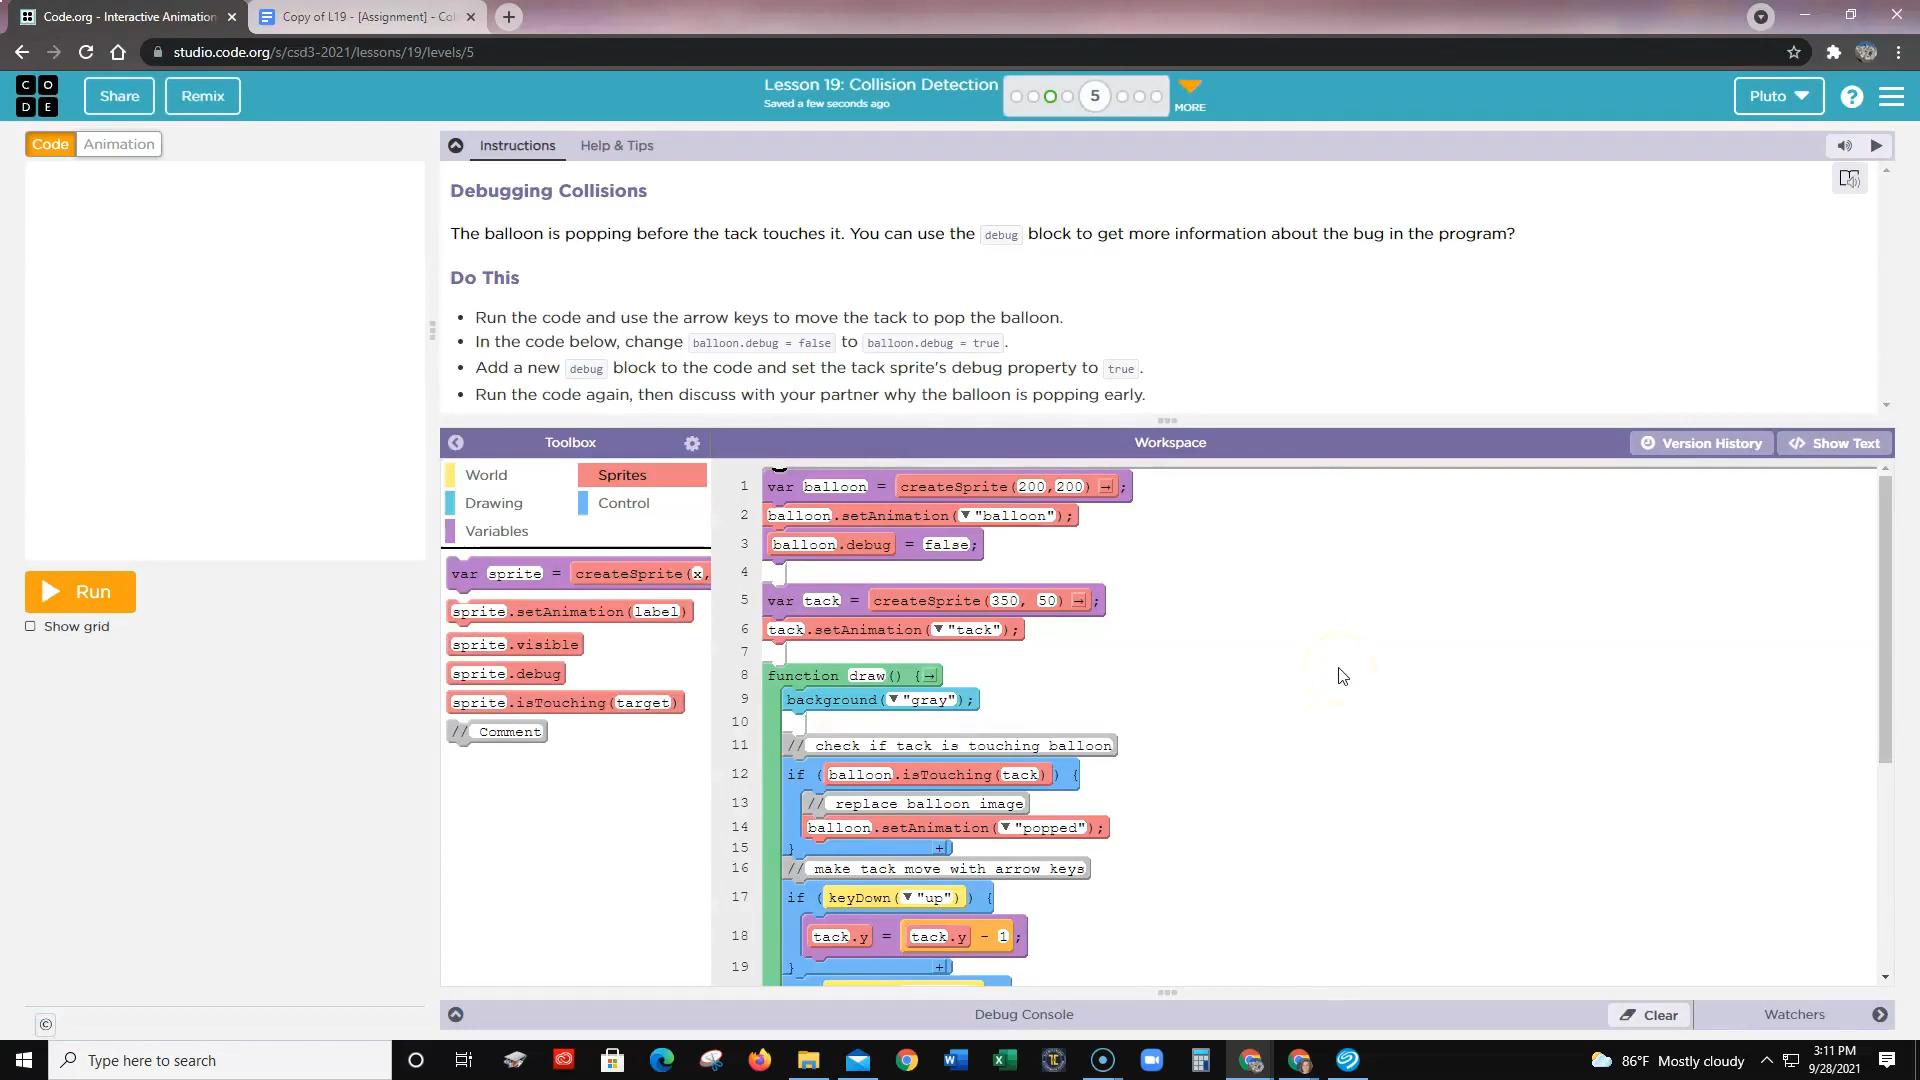 Code.org - Interactive Animation
Copy of L19 - [Assignment] - Col
studio.code.org/s/csd3-2021/lessons/19/levels/5
C O
D E
Share
Remix
Lesson 19: Collision Detection
Saved a few seconds ago
5
MORE
Pluto
?
Code
Animation
Instructions
Help & Tips
Debugging Collisions
The balloon is popping before the tack touches it. You can use the debug block to get more information about the bug in the program?
Do This
• Run the code and use the arrow keys to move the tack to pop the balloon.
• In the code below, change balloon.debug = false to balloon.debug = true.
• Add a new debug block to the code and set the tack sprite's debug property to true.
• Run the code again, then discuss with your partner why the balloon is popping early.
Toolbox
Workspace
Version History
Show Text
World
Sprites
Drawing
Control
Variables
var sprite = createSprite(x,
sprite.setAnimation(label)
sprite.visible
sprite.debug
sprite.isTouching(target)
// Comment
Run
Show grid
1 var balloon = createSprite(200,200);
2 balloon.setAnimation("balloon");
3 balloon.debug = false;
4
5 var tack = createSprite(350, 50);
6 tack.setAnimation("tack");
7
8 function draw() {
9 background("gray");
10
11 // check if tack is touching balloon
12 if (balloon.isTouching(tack)) {
13 // replace balloon image
14 balloon.setAnimation("popped");
15 }
16 // make tack move with arrow keys
17 if (keyDown("up")) {
18 tack.y = tack.y - 1;
19 }
Debug Console
Clear
Watchers
©
Type here to search
86°F Mostly cloudy
3:11 PM
9/28/2021